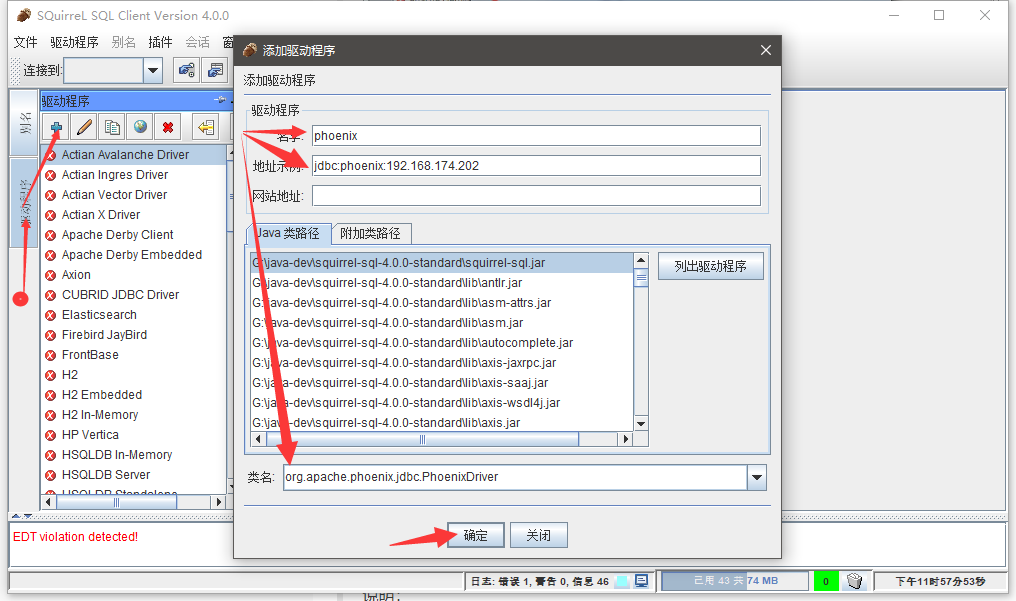 SQuirreL SQL Client Version 4.0.0
文件 驱动程序 别名 插件 会话 窗
连接到:
驱动程序
别名
驱动程序
Actian Avalanche Driver
Actian Ingres Driver
Actian Vector Driver
Actian X Driver
Apache Derby Client
Apache Derby Embedded
Axion
CUBRID JDBC Driver
Elasticsearch
Firebird JayBird
FrontBase
H2
H2 Embedded
H2 In-Memory
HP Vertica
HSQLDB In-Memory
HSQLDB Server
HSQLDB Standalone
添加驱动程序
添加驱动程序
驱动程序
名字: phoenix
地址示例: jdbc:phoenix:192.168.174.202
网站地址:
Java 类路径 附加类路径
G:\java-dev\squirrel-sql-4.0.0-standard\squirrel-sql.jar
G:\java-dev\squirrel-sql-4.0.0-standard\lib\antlr.jar
G:\java-dev\squirrel-sql-4.0.0-standard\lib\asm-attrs.jar
G:\java-dev\squirrel-sql-4.0.0-standard\lib\asm.jar
G:\java-dev\squirrel-sql-4.0.0-standard\lib\autocomplete.jar
G:\java-dev\squirrel-sql-4.0.0-standard\lib\axis-jaxrpc.jar
G:\java-dev\squirrel-sql-4.0.0-standard\lib\axis-saaj.jar
G:\java-dev\squirrel-sql-4.0.0-standard\lib\axis-wsdl4j.jar
G:\java-dev\squirrel-sql-4.0.0-standard\lib\axis.jar
列出驱动程序
类名: org.apache.phoenix.jdbc.PhoenixDriver
确定 关闭
EDT violation detected!
日志: 错误 1, 警告 0, 信息 46
已用 43 共 74 MB
0
下午11时57分53秒
说明: